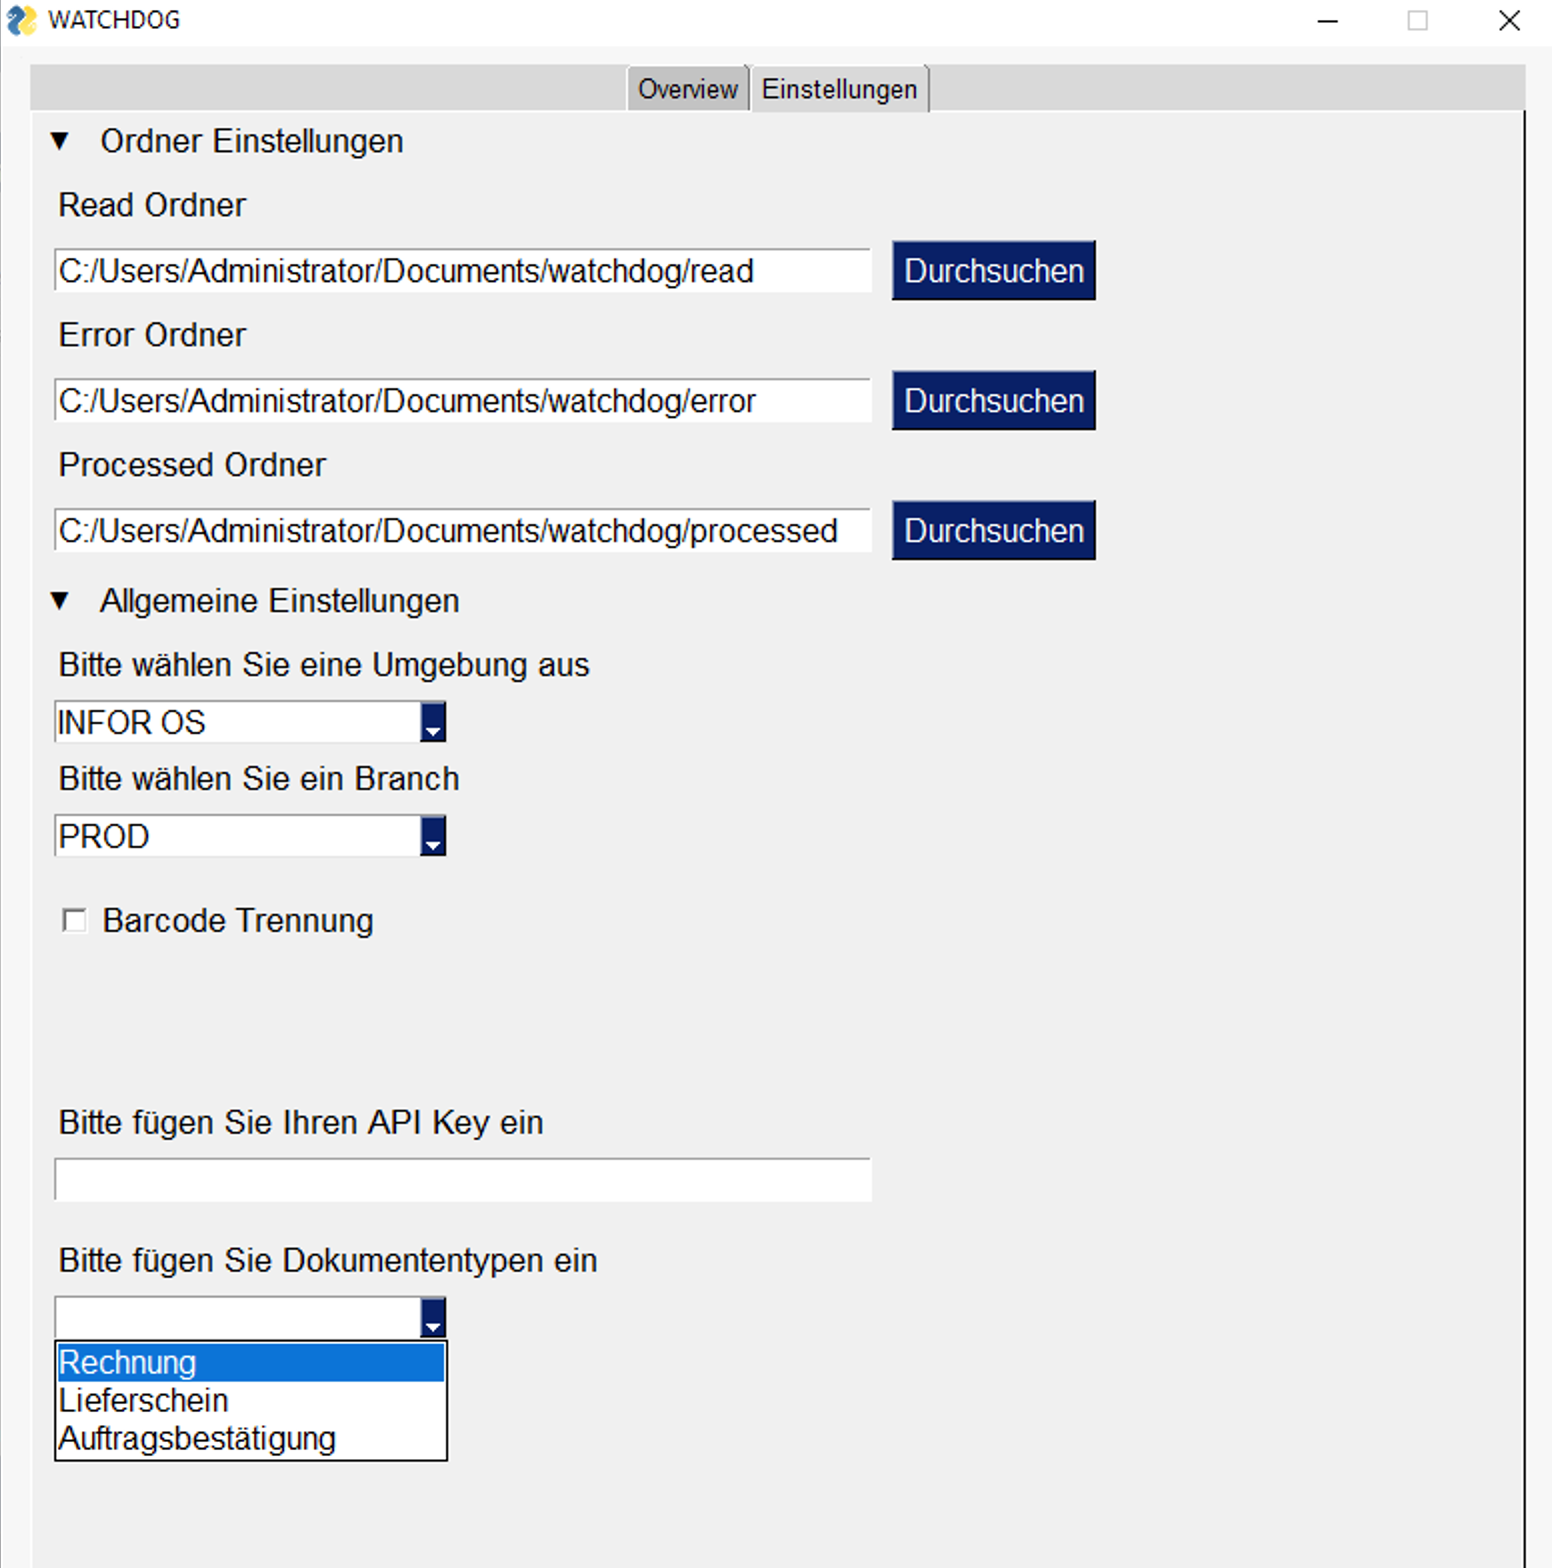 WATCHDOG
Overview Einstellungen
▼ Ordner Einstellungen
Read Ordner
C:/Users/Administrator/Documents/watchdog/read Durchsuchen
Error Ordner
C:/Users/Administrator/Documents/watchdog/error Durchsuchen
Processed Ordner
C:/Users/Administrator/Documents/watchdog/processed Durchsuchen
▼ Allgemeine Einstellungen
Bitte wählen Sie eine Umgebung aus
INFOR OS
Bitte wählen Sie ein Branch
PROD
Barcode Trennung
Bitte fügen Sie Ihren API Key ein
Bitte fügen Sie Dokumententypen ein
Rechnung
Lieferschein
Auftragsbestätigung